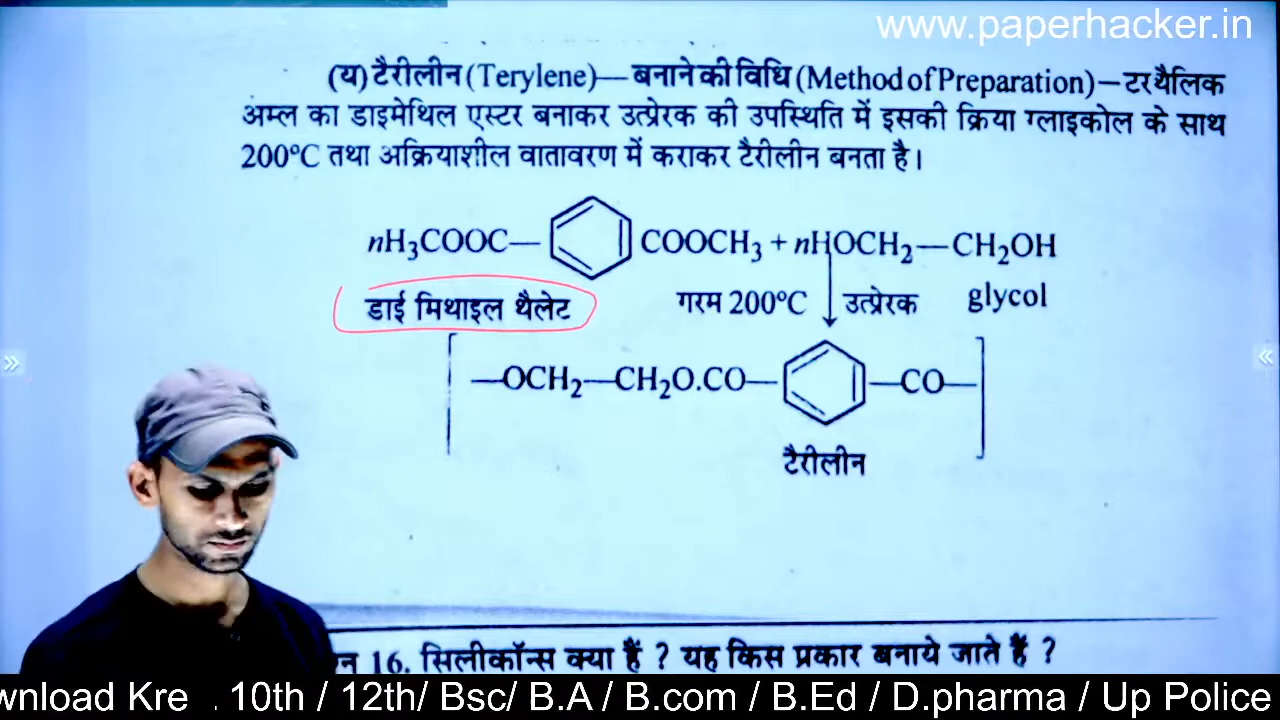 www.paperhacker.in
(य) टैरीलीन (Terylene)—बनाने की विधि (Method of Preparation)–टरथैलिक
अम्ल का डाइमेथिल एस्टर बनाकर उत्प्रेरक की उपस्थिति में इसकी क्रिया ग्लाइकोल के साथ
200°C तथा अक्रियाशील वातावरण में कराकर टैरीलीन बनता है।
nH₃COOC— COOCH₃ + nHOCH₂—CH₂OH
डाई मिथाइल थैलेट गरम 200°C उत्प्रेरक glycol
—OCH₂—CH₂O.CO— —CO—
टैरीलीन
न 16. सिलीकॉन्स क्या हैं ? यह किस प्रकार बनाये जाते हैं ?
wnload Kre . 10th / 12th/ Bsc/ B.A / B.com / B.Ed / D.pharma / Up Police